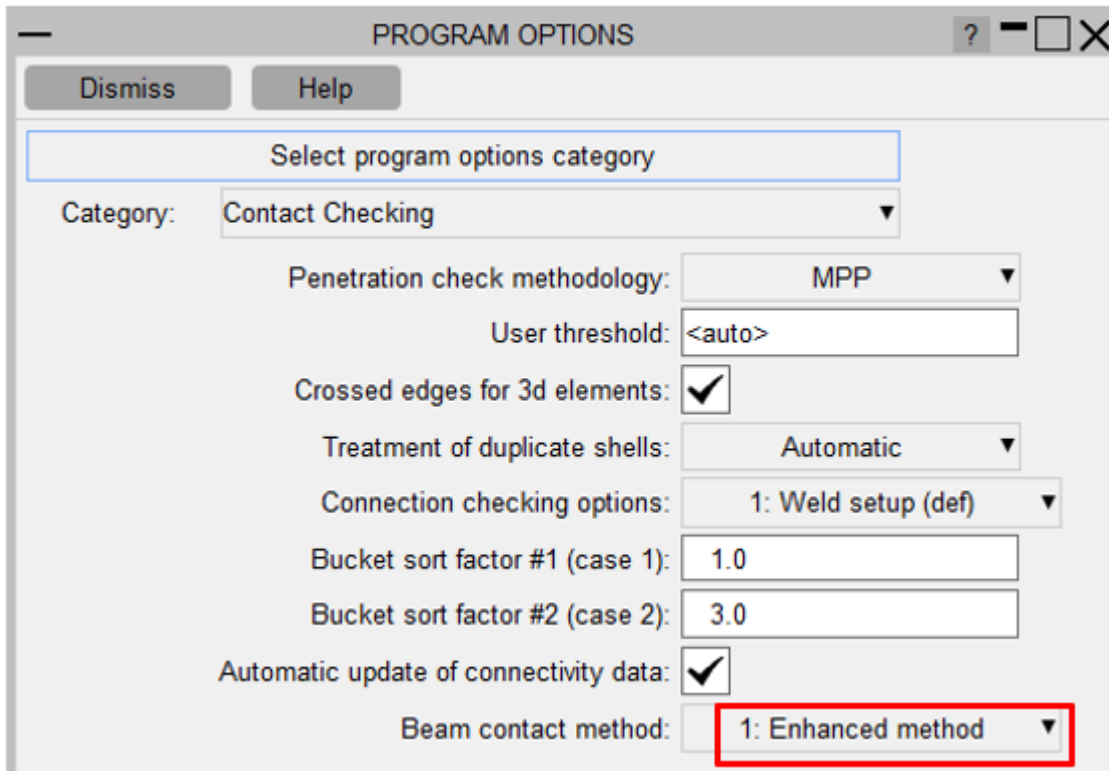 PROGRAM OPTIONS ?
Dismiss Help
Select program options category
Category: Contact Checking
Penetration check methodology: MPP
User threshold: <auto>
Crossed edges for 3d elements:
Treatment of duplicate shells: Automatic
Connection checking options: 1: Weld setup (def)
Bucket sort factor #1 (case 1): 1.0
Bucket sort factor #2 (case 2): 3.0
Automatic update of connectivity data:
Beam contact method: 1: Enhanced method